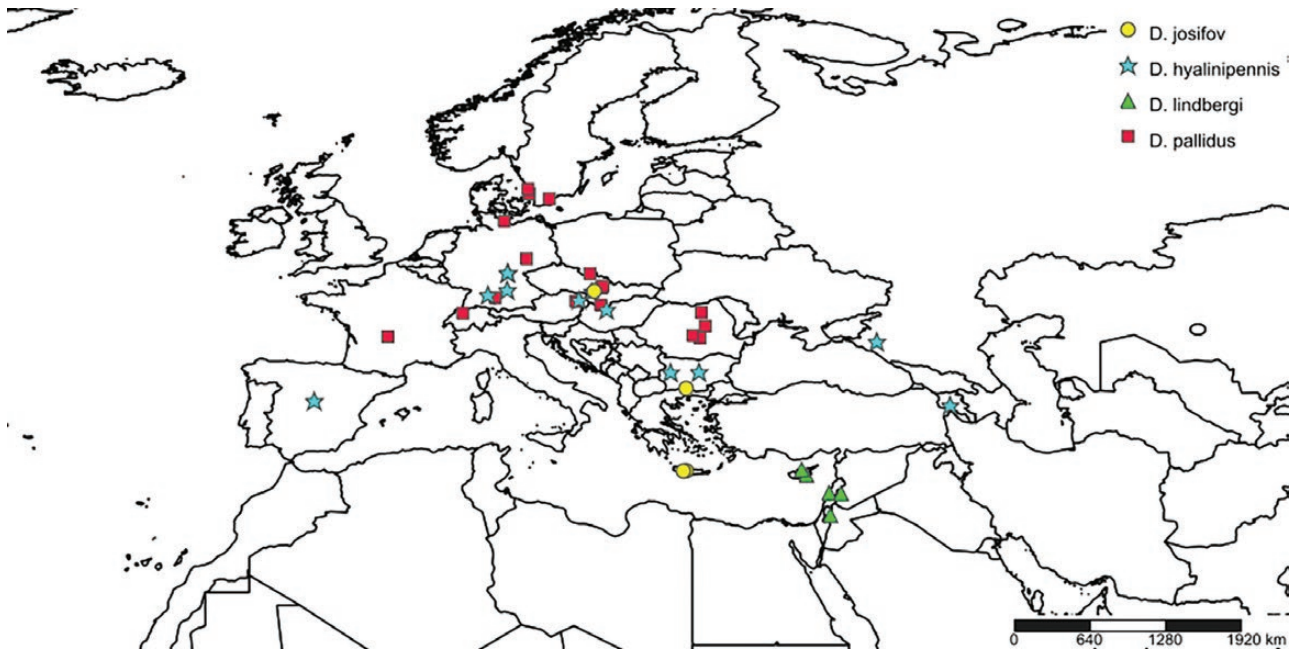 D. josifov
D. hyalinipennis
D. lindbergi
D. pallidus
0 640 1280 1920 km